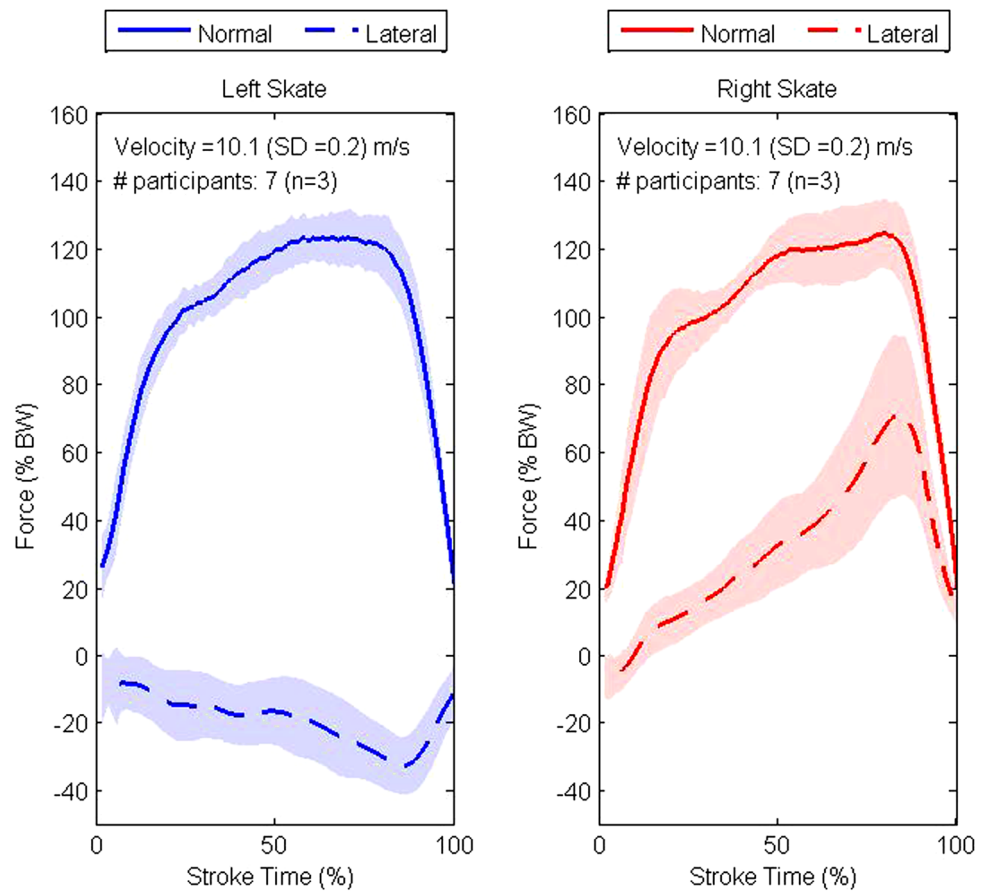 Normal Lateral
Normal Lateral
Left Skate
Right Skate
Velocity =10.1 (SD =0.2) m/s
# participants: 7 (n=3)
Velocity =10.1 (SD =0.2) m/s
# participants: 7 (n=3)
Force (% BW)
160
140
120
100
80
60
40
20
0
-20
-40
0 50 100
Stroke Time (%)
Force (% BW)
160
140
120
100
80
60
40
20
0
-20
-40
0 50 100
Stroke Time (%)